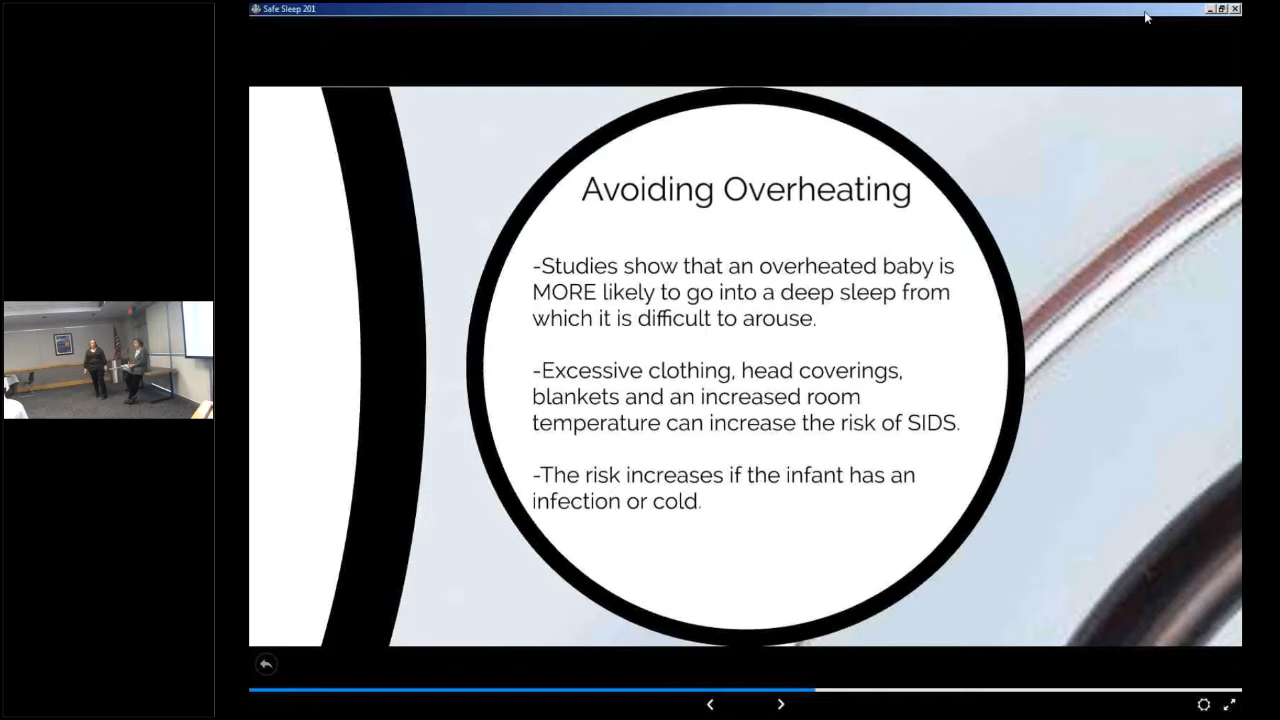 Safe Sleep 201
Avoiding Overheating
-Studies show that an overheated baby is
MORE likely to go into a deep sleep from
which it is difficult to arouse.
-Excessive clothing, head coverings,
blankets and an increased room
temperature can increase the risk of SIDS.
-The risk increases if the infant has an
infection or cold.